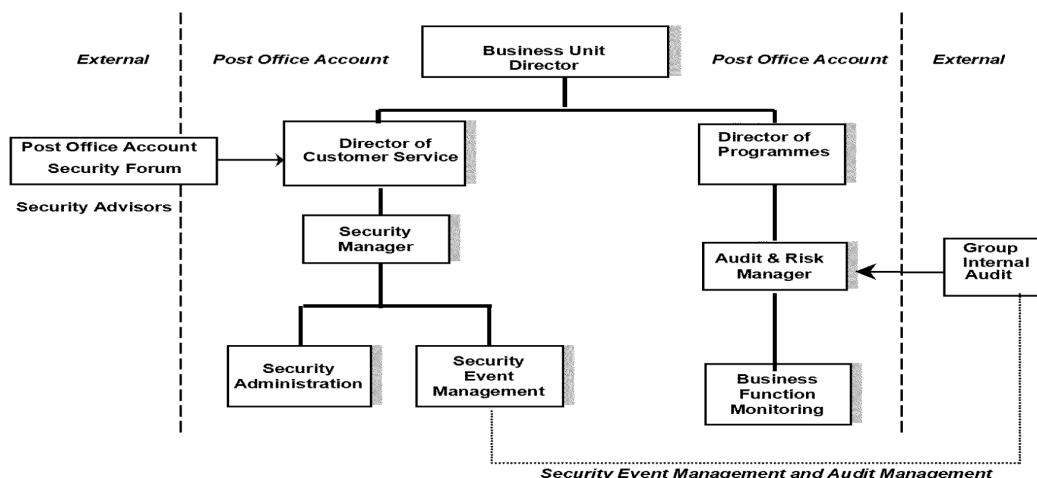 External
Post Office Account
Business Unit
Director
Post Office Account
External
Post Office Account
Security Forum
Director of
Customer Service
Director of
Programmes
Security Advisors
Security
Manager
Audit & Risk
Manager
Group
Internal
Audit
Security
Administration
Security
Event
Management
Business
Function
Monitoring
Security Event Management and Audit Management